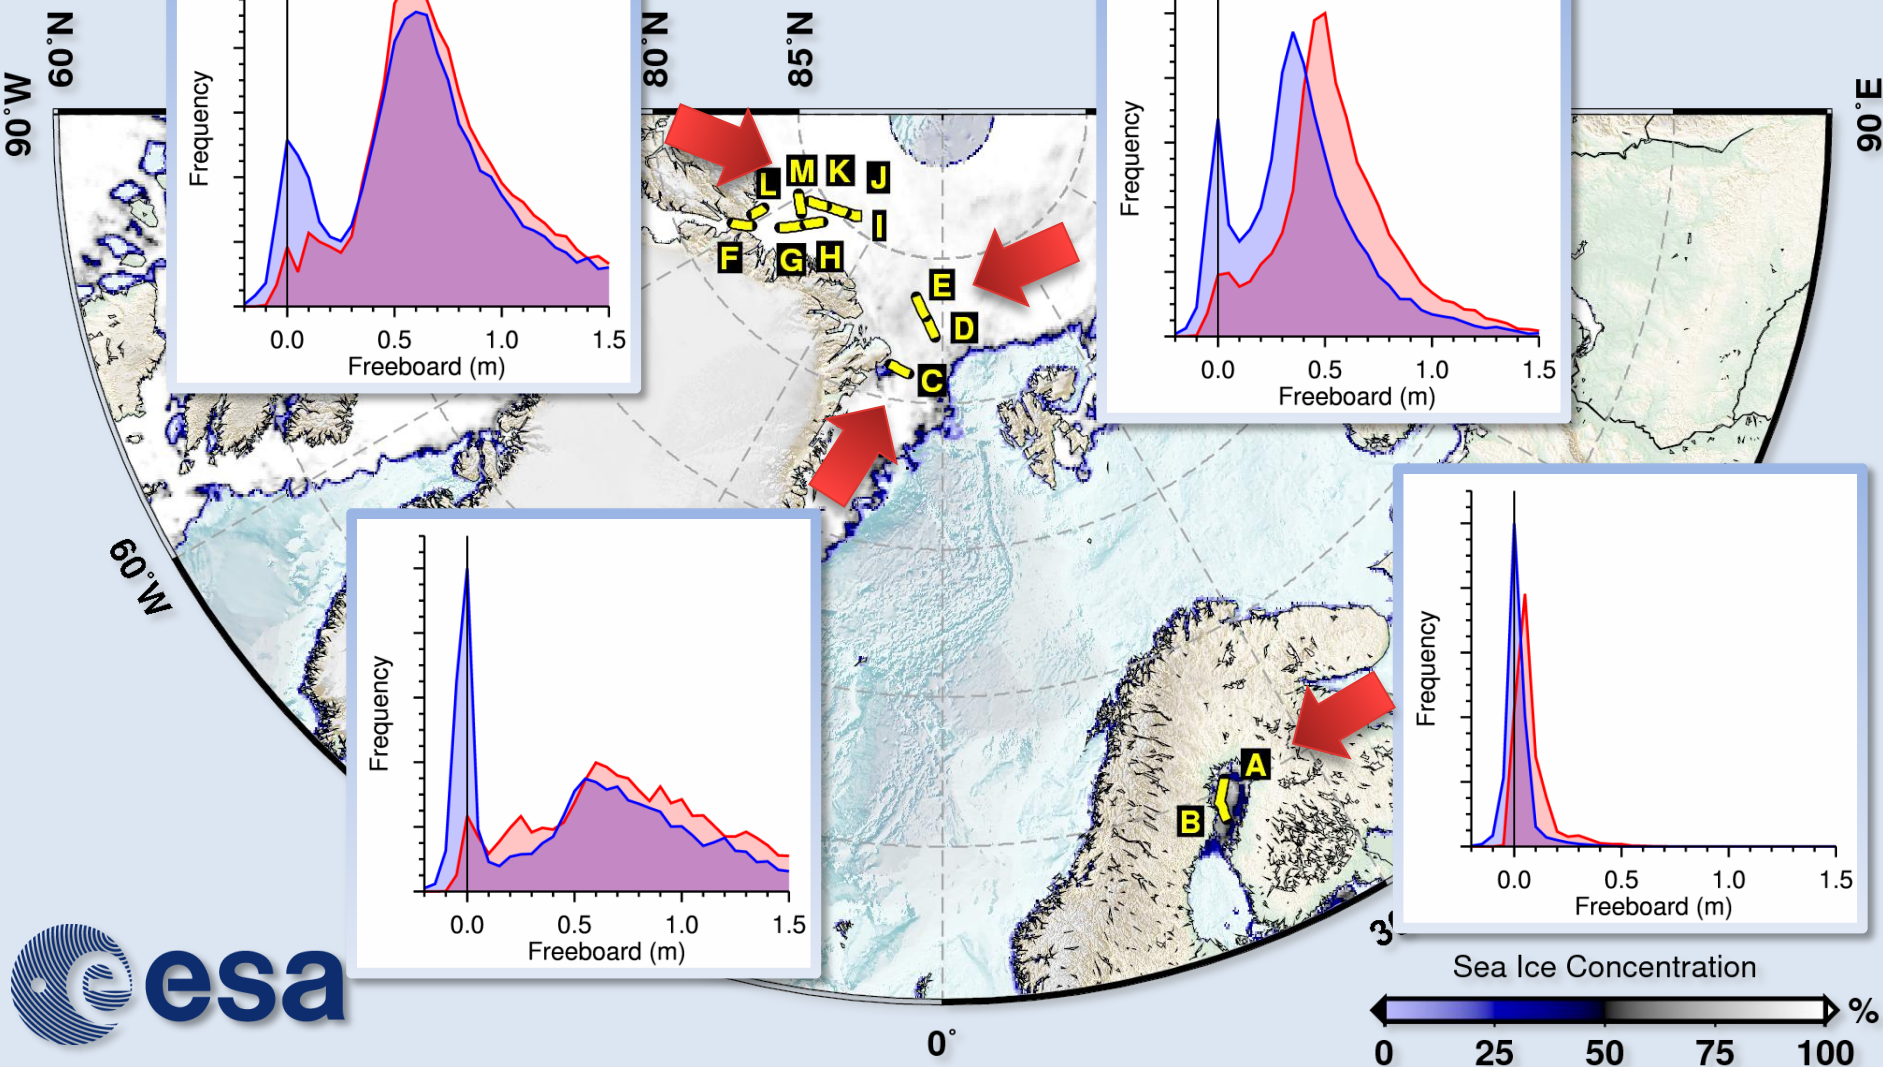 60°N
80°N
85°N
90°W
90°E
Frequency
0.0 0.5 1.0 1.5
Freeboard (m)
Frequency
0.0 0.5 1.0 1.5
Freeboard (m)
L M K J
I
F G H
E
D
C
60°W
Frequency
0.0 0.5 1.0 1.5
Freeboard (m)
Frequency
0.0 0.5 1.0 1.5
Freeboard (m)
A
B
esa
0°
Sea Ice Concentration
%
0 25 50 75 100